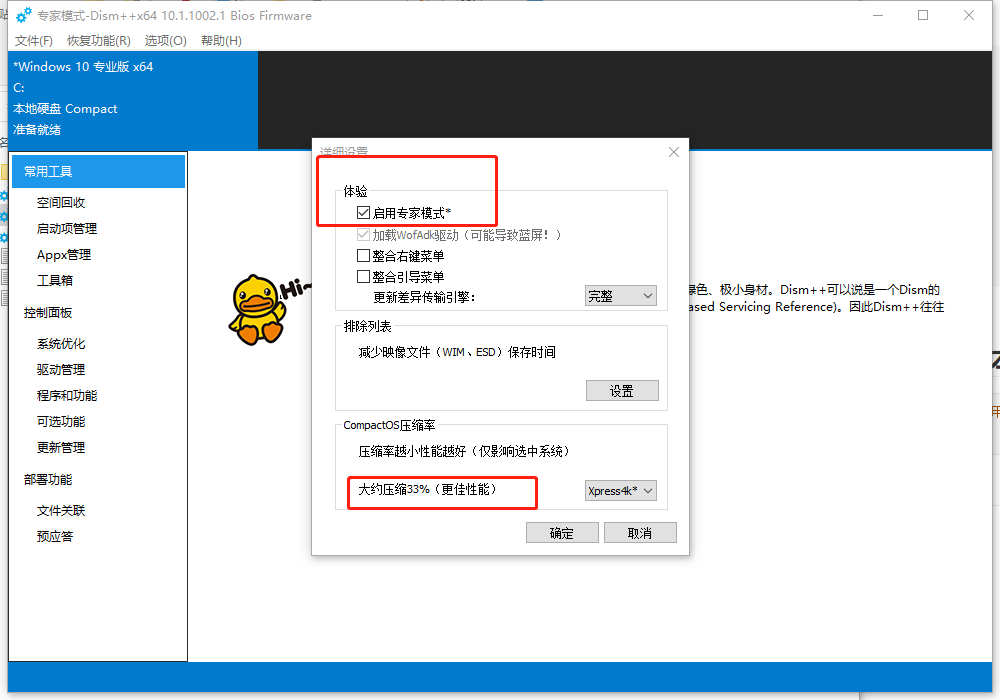 专家模式-Dism++x64 10.1.1002.1 Bios Firmware
文件(F) 恢复功能(R) 选项(O) 帮助(H)
*Windows 10 专业版 x64
C:
本地硬盘 Compact
准备就绪
常用工具
空间回收
启动项管理
Appx管理
工具箱
控制面板
系统优化
驱动管理
程序和功能
可选功能
更新管理
部署功能
文件关联
预应答
Hi~
绿色、极小身材。Dism++可以说是一个Dism的
ased Servicing Reference)。因此Dism++往往
详细设置
体验
启用专家模式*
加载WofAdk驱动（可能导致蓝屏！）
整合右键菜单
整合引导菜单
更新差异传输引擎：
完整
排除列表
减少映像文件（WIM、ESD）保存时间
设置
CompactOS压缩率
压缩率越小性能越好（仅影响选中系统）
大约压缩33%（更佳性能）
Xpress4k*
确定
取消